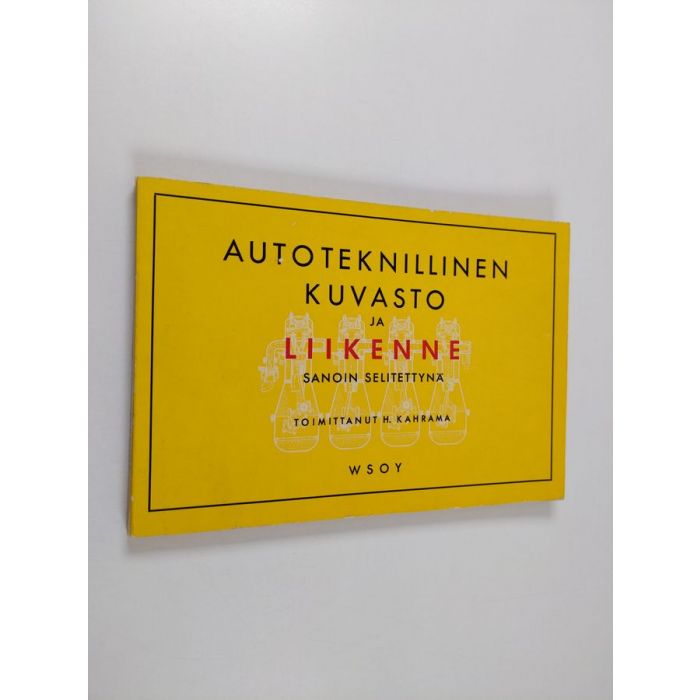 AUTOTEKNILLINEN
KUVASTO
JA
LIIKENNE
SANOIN SELITETTYNÄ
TOIMITTANUT H. KAHRAMA
WSOY